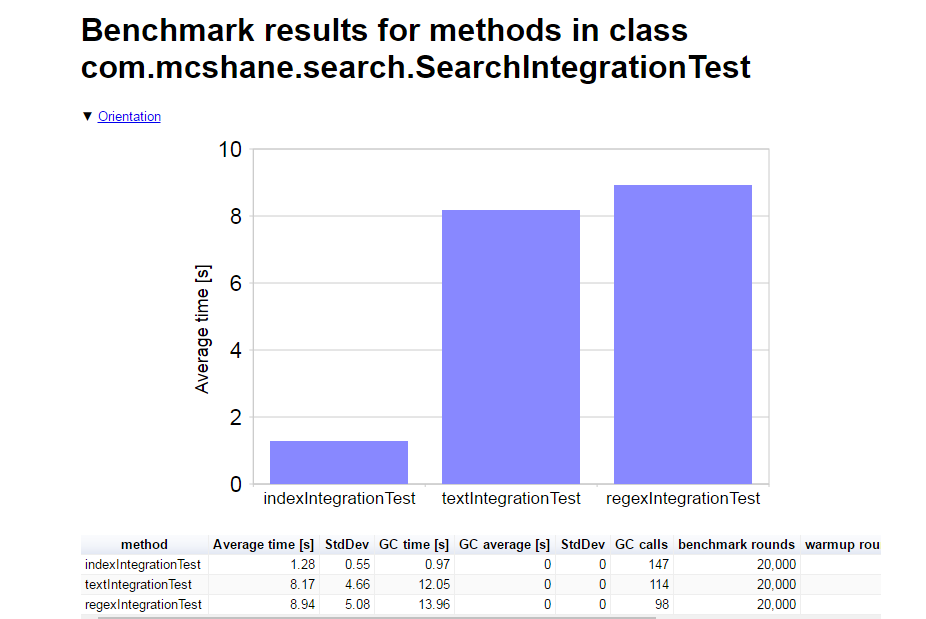 Benchmark results for methods in class
com.mcshane.search.SearchIntegrationTest
▼ Orientation
10
8
6
4
2
0
Average time [s]
indexIntegrationTest textIntegrationTest regexIntegrationTest
method Average time [s] StdDev GC time [s] GC average [s] StdDev GC calls benchmark rounds warmup rou
indexIntegrationTest 1.28 0.55 0.97 0 0 147 20,000
textIntegrationTest 8.17 4.66 12.05 0 0 114 20,000
regexIntegrationTest 8.94 5.08 13.96 0 0 98 20,000